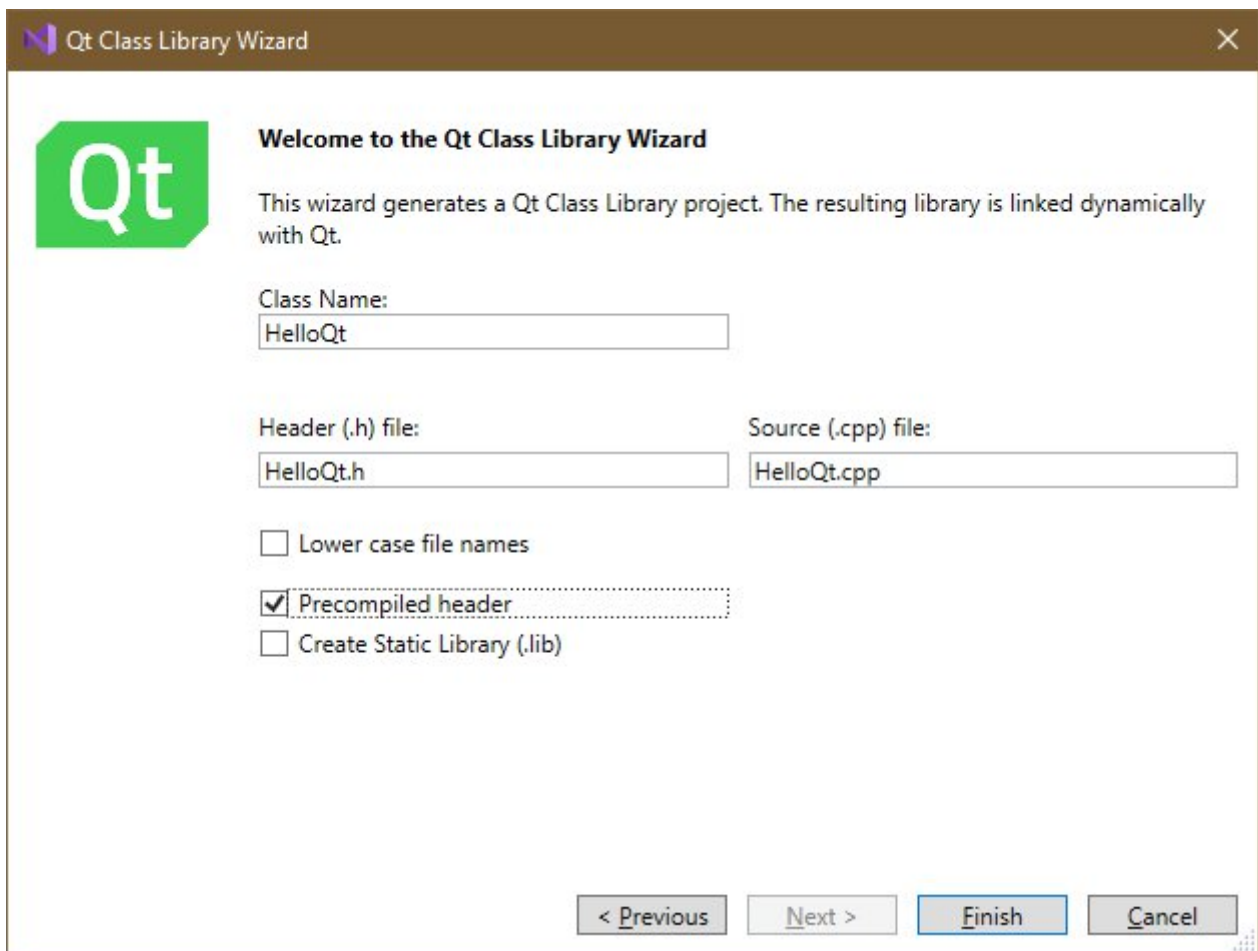 Qt Class Library Wizard
Qt
Welcome to the Qt Class Library Wizard
This wizard generates a Qt Class Library project. The resulting library is linked dynamically
with Qt.
Class Name:
HelloQt
Header (.h) file:
Source (.cpp) file:
HelloQt.h
HelloQt.cpp
Lower case file names
Precompiled header
Create Static Library (.lib)
< Previous
Next >
Finish
Cancel